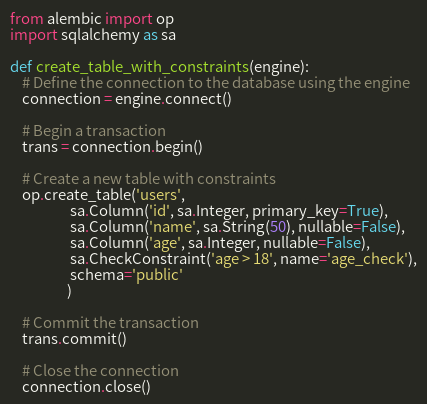 from alembic import op
import sqlalchemy as sa

def create_table_with_constraints(engine):
    # Define the connection to the database using the engine
    connection = engine.connect()

    # Begin a transaction
    trans = connection.begin()

    # Create a new table with constraints
    op.create_table('users',
                    sa.Column('id', sa.Integer, primary_key=True),
                    sa.Column('name', sa.String(50), nullable=False),
                    sa.Column('age', sa.Integer, nullable=False),
                    sa.CheckConstraint('age > 18', name='age_check'),
                    schema='public'
                    )

    # Commit the transaction
    trans.commit()

    # Close the connection
    connection.close()